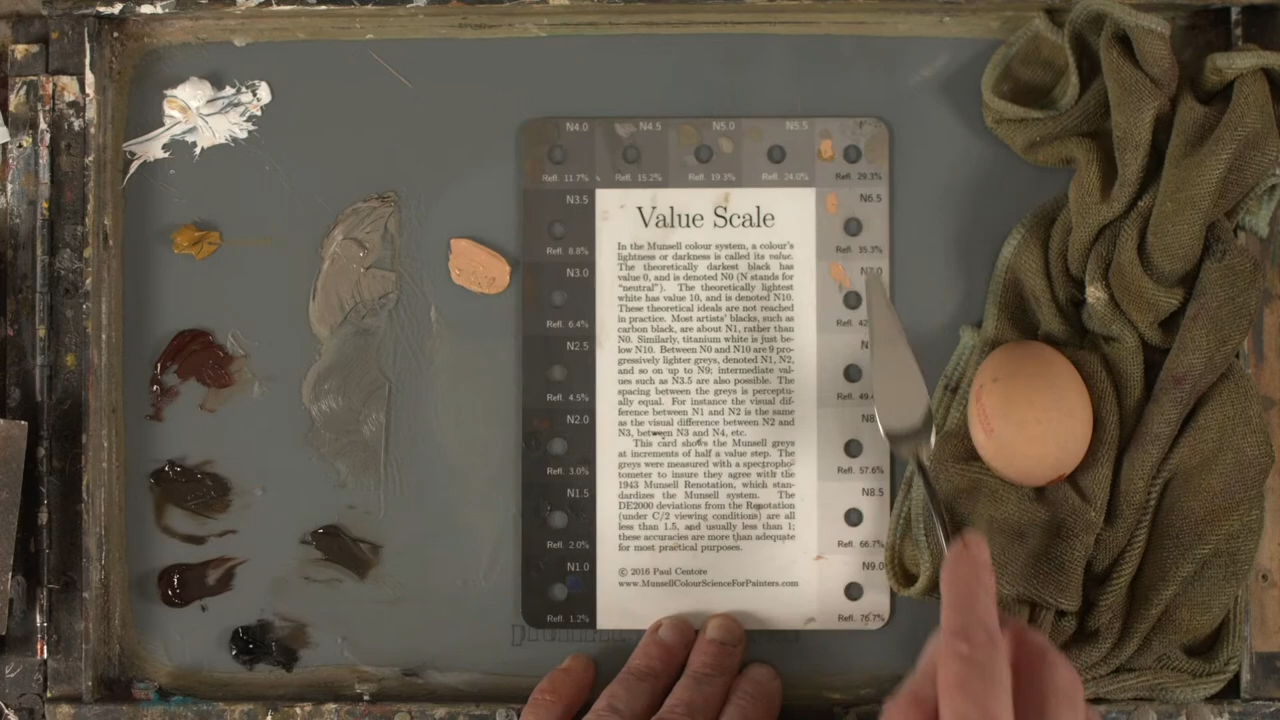 N4.0 N4.5 N5.0 N5.5
Refl. 11.7% Refl. 15.2% Refl. 19.3% Refl. 24.0% Refl. 29.3%
N3.5
Refl. 8.8%
N3.0
Refl. 6.4%
N2.5
Refl. 4.5%
N2.0
Refl. 3.0%
N1.5
Refl. 2.0%
N1.0
Refl. 1.2%
Value Scale
In the Munsell colour system, a colour's
lightness or darkness is called its value.
The theoretically darkest black has
value 0, and is denoted N0 (N stands for
“neutral”). The theoretically lightest
white has value 10, and is denoted N10.
These theoretical ideals are not reached
in practice. Most artists' blacks, such as
carbon black, are about N1, rather than
N0. Similarly, titanium white is just be-
low N10. Between N0 and N10 are 9 pro-
gressively lighter greys, denoted N1, N2,
and so on up to N9; intermediate val-
ues such as N3.5 are also possible. The
spacing between the greys is perceptu-
ally equal. For instance the visual dif-
ference between N1 and N2 is the same
as the visual difference between N2 and
N3, between N3 and N4, etc.
This card shows the Munsell greys
at increments of half a value step. The
greys were measured with a spectropho-
tometer to insure they agree with the
1943 Munsell Renotation, which stan-
dardizes the Munsell system. The
DE2000 deviations from the Renotation
(under C/2 viewing conditions) are all
less than 1.5, and usually less than 1;
these accuracies are more than adequate
for most practical purposes.
© 2016 Paul Centore
www.MunsellColourScienceForPainters.com
N6.5
Refl. 35.3%
N7.0
Refl. 42
N
Refl. 49.
N8
Refl. 57.6%
N8.5
Refl. 66.7%
N9.0
Refl. 76.7%